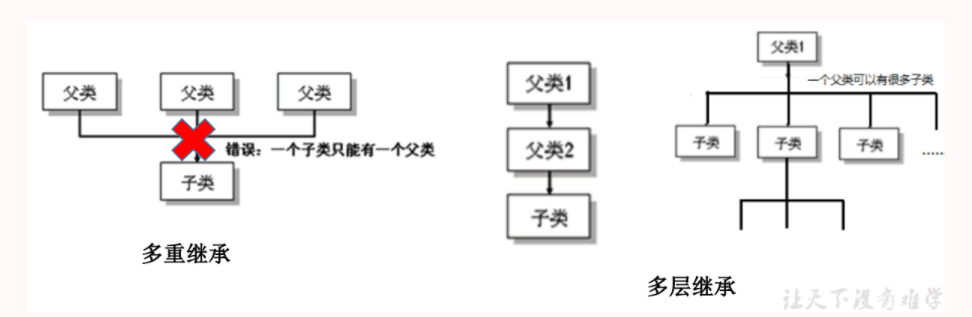 父类 父类 父类
错误：一个子类只能有一个父类
子类
多重继承
父类1
父类2
子类
父类1
一个父类可以有很多子类
子类 子类 子类 ......
多层继承
让天下没有难学